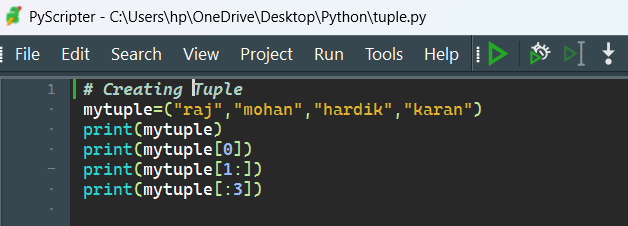 PyScripter - C:\Users\hp\OneDrive\Desktop\Python\tuple.py
File Edit Search View Project Run Tools Help
1 # Creating Tuple
mytuple=("raj","mohan","hardik","karan")
print(mytuple)
print(mytuple[0])
print(mytuple[1:])
print(mytuple[:3])